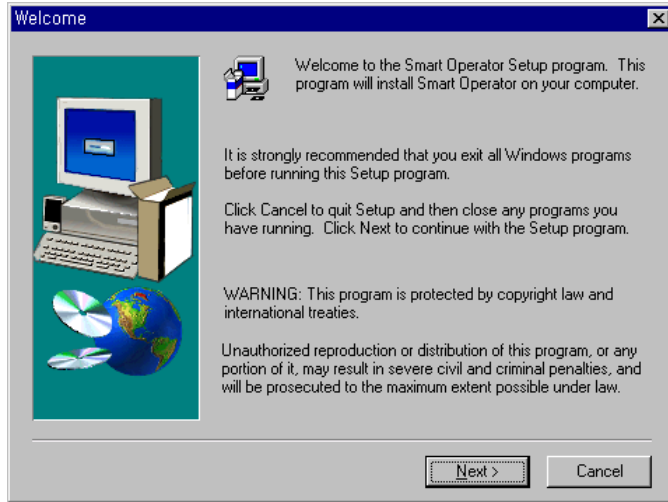 Welcome
Welcome to the Smart Operator Setup program. This
program will install Smart Operator on your computer.
It is strongly recommended that you exit all Windows programs
before running this Setup program.
Click Cancel to quit Setup and then close any programs you
have running. Click Next to continue with the Setup program.
WARNING: This program is protected by copyright law and
international treaties.
Unauthorized reproduction or distribution of this program, or any
portion of it, may result in severe civil and criminal penalties, and
will be prosecuted to the maximum extent possible under law.
Next > Cancel